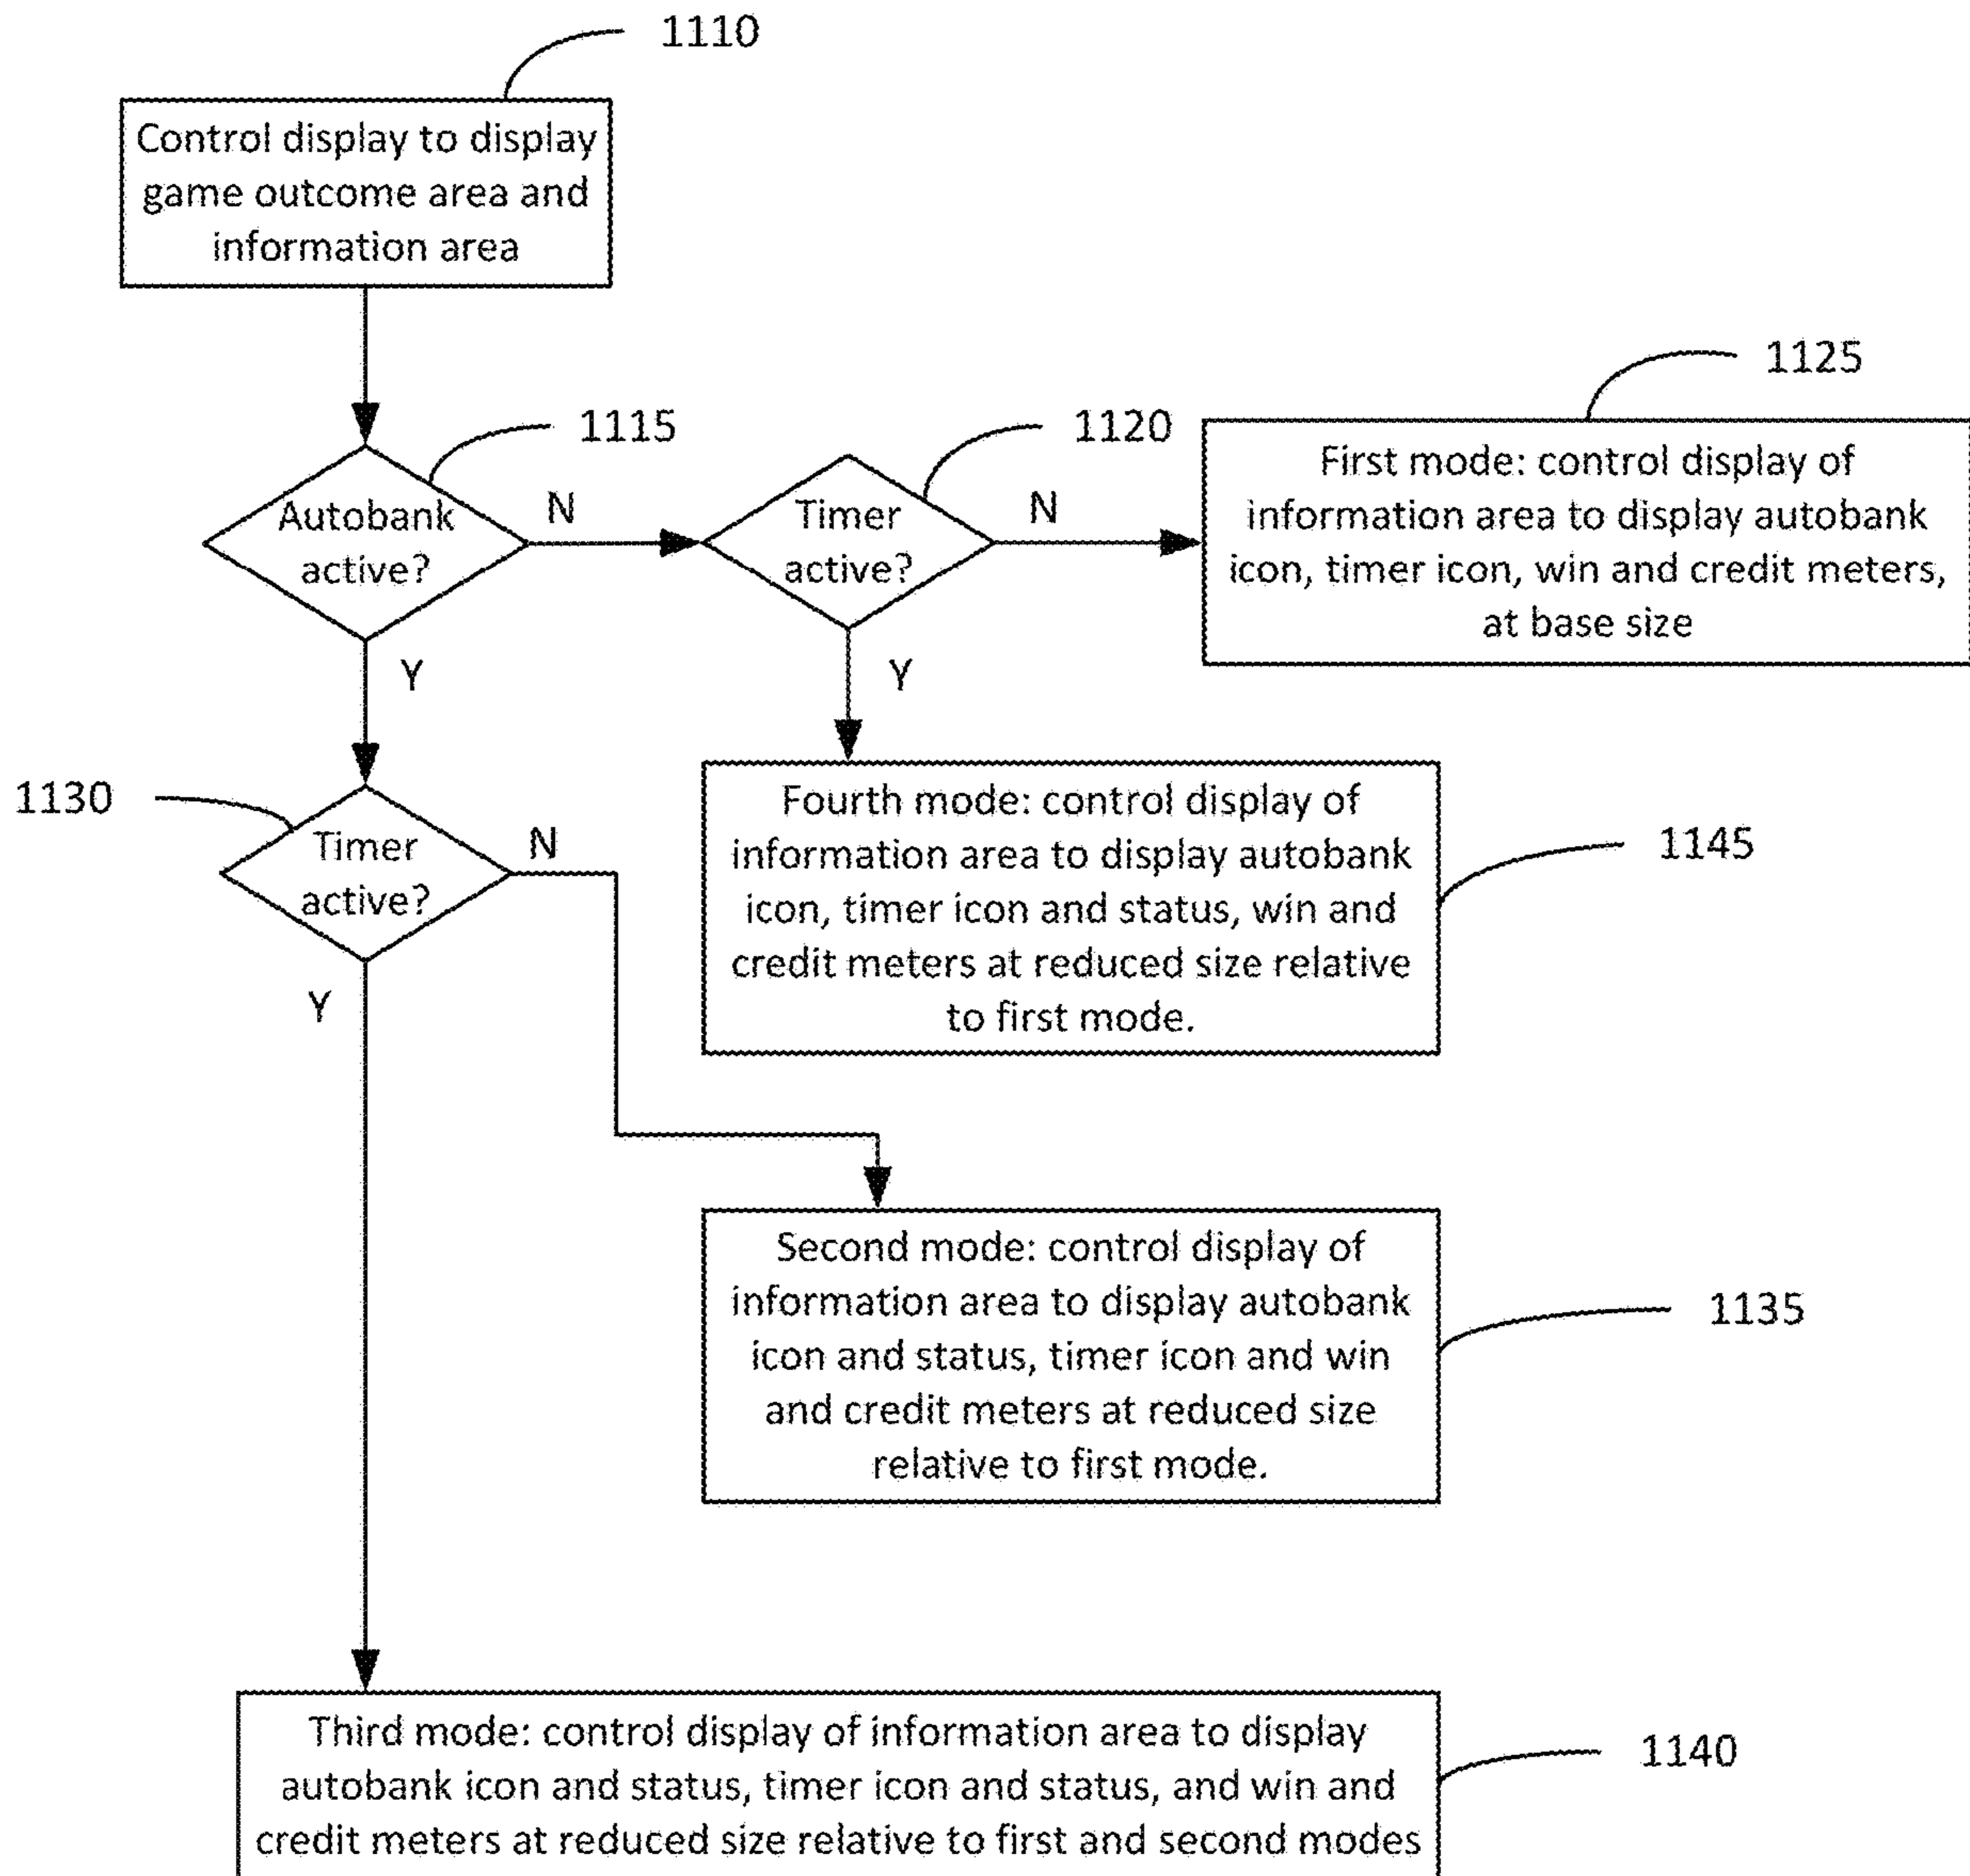 1110
Control display to display
game outcome area and
information area
1125
1115
1120
First mode: control display of
information area to display autobank
icon, timer icon, win and credit meters,
at base size
Autobank
active?
N
Timer
active?
N
Y
Y
1130
Timer
active?
N
Y
Fourth mode: control display of
information area to display autobank
icon, timer icon and status, win and
credit meters at reduced size relative
to first mode.
1145
Second mode: control display of
information area to display autobank
icon and status, timer icon and win
and credit meters at reduced size
relative to first mode.
1135
Third mode: control display of information area to display
autobank icon and status, timer icon and status, and win and
credit meters at reduced size relative to first and second modes
1140